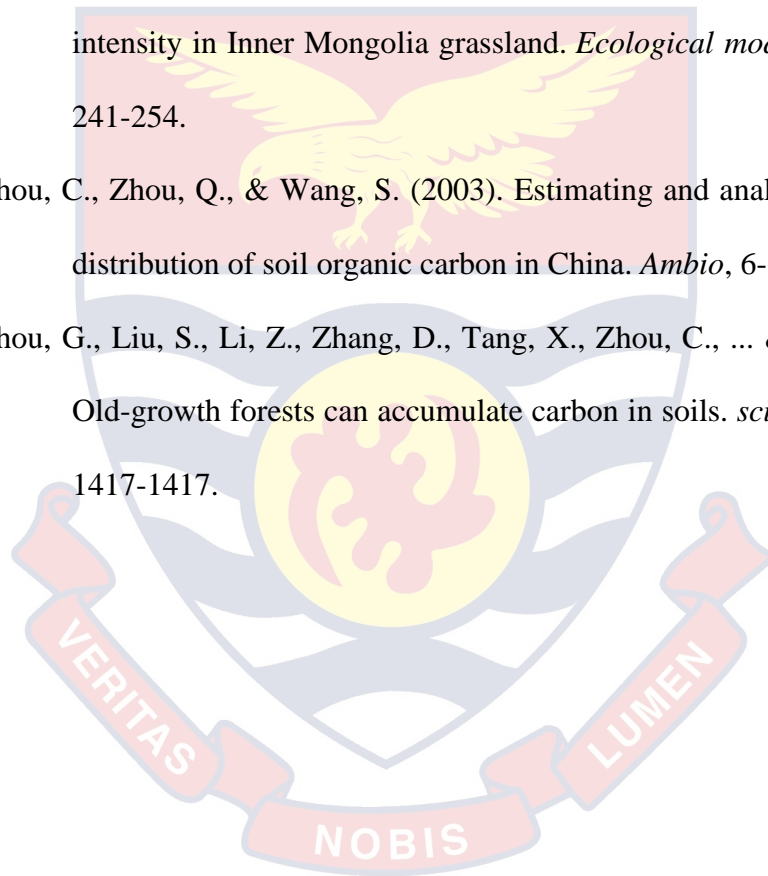 intensity in Inner Mongolia grassland. Ecological mod
241-254.
hou, C., Zhou, Q., & Wang, S. (2003). Estimating and anal
distribution of soil organic carbon in China. Ambio, 6-
hou, G., Liu, S., Li, Z., Zhang, D., Tang, X., Zhou, C., ...
Old-growth forests can accumulate carbon in soils. sci
1417-1417.
VERITAS
NOBIS
LUMEN